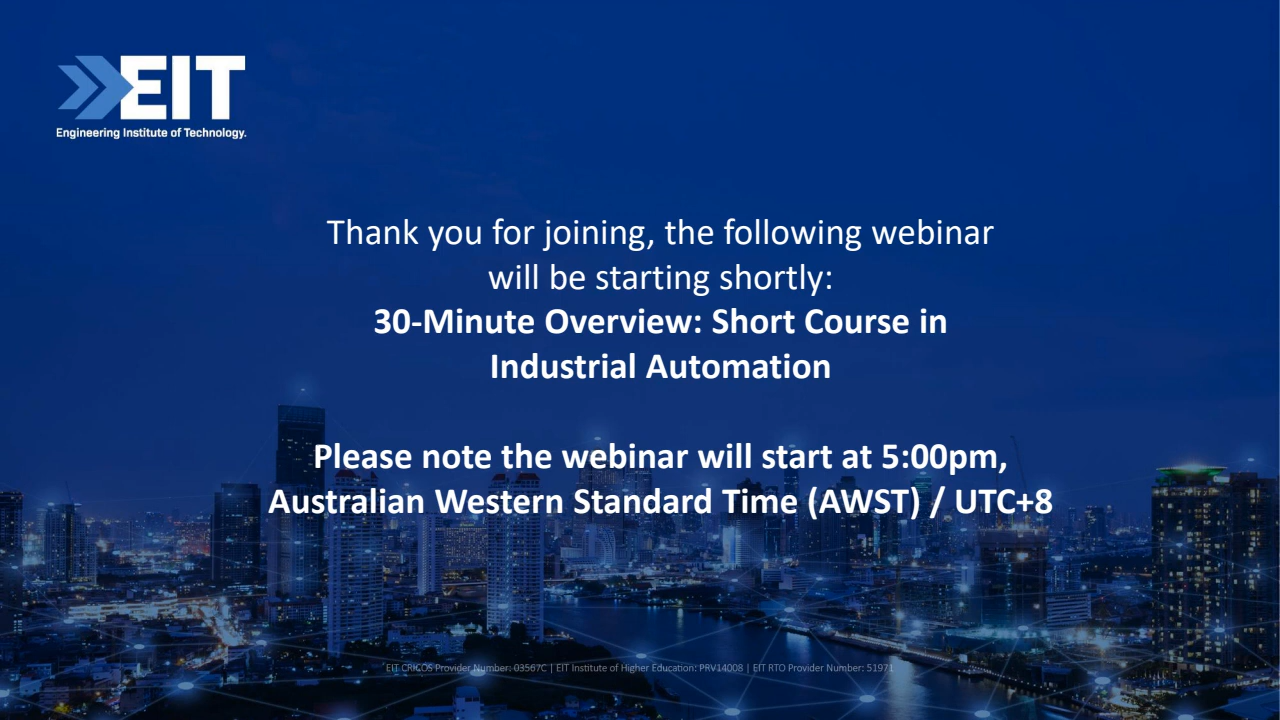 EIT
Engineering Institute of Technology.
Thank you for joining, the following webinar
will be starting shortly:
30-Minute Overview: Short Course in
Industrial Automation
Please note the webinar will start at 5:00pm,
Australian Western Standard Time (AWST) / UTC+8
EIT CRICOS Provider Number: 03567C | EIT Institute of Higher Education: PRV14008 | EIT RTO Provider Number: 51971